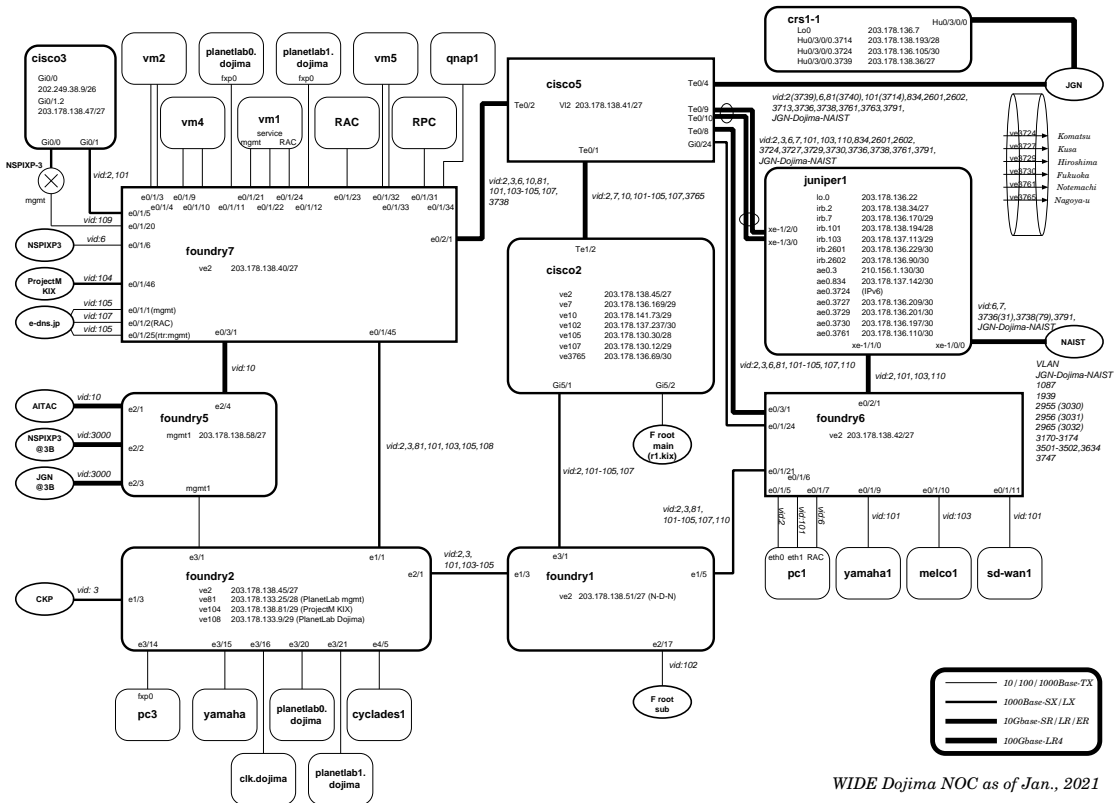 crs1-1
Hu0/3/0/0
Lo0 203.178.136.7
Hu0/3/0/0.3714 203.178.138.193/28
Hu0/3/0/0.3724 203.178.136.105/30
Hu0/3/0/0.3739 203.178.138.36/27
cisco3
Gi0/0
202.249.38.9/26
Gi0/1.2
203.178.138.47/27
Gi0/0 Gi0/1
NSPIXP-3
mgmt
vid:2,101
vm2
planetlab0.
dojima
fxp0
planetlab1.
dojima
fxp0
vm5
qnap1
vm4
vm1
service
mgmt RAC
RAC
RPC
cisco5
Vl2 203.178.138.41/27
Te0/2
Te0/4
Te0/9
Te0/10
Te0/8
Gi0/24
Te0/1
JGN
vid:2(3739),6,81(3740),101(3714),834,2601,2602,
3713,3736,3738,3761,3763,3791,
JGN-Dojima-NAIST
vid:2,3,6,7,101,103,110,834,2601,2602,
3724,3727,3729,3730,3736,3738,3761,3791,
JGN-Dojima-NAIST
ve3724 Komatsu
ve3727 Kusa
ve3729 Hiroshima
ve3730 Fukuoka
ve3761 Notemachi
ve3765 Nagoya-u
vid:2,3,6,10,81,
101,103-105,107,
3738
vid:2,7,10,101-105,107,3765
foundry7
ve2 203.178.138.40/27
e0/1/3
e0/1/4
e0/1/9
e0/1/10
e0/1/11
e0/1/21
e0/1/22
e0/1/24
e0/1/12
e0/1/23
e0/1/32
e0/1/33
e0/1/31
e0/1/34
e0/1/5
e0/1/20
e0/1/6
e0/1/46
e0/1/1(mgmt)
e0/1/2(RAC)
e0/1/25(rtr:mgmt)
e0/2/1
e0/3/1
e0/1/45
vid:109
NSPIXP3
vid:6
ProjectM
KIX
vid:104
e-dns.jp
vid:105
vid:107
vid:105
juniper1
lo.0 203.178.136.22
irb.2 203.178.138.34/27
irb.7 203.178.136.170/29
irb.101 203.178.138.194/28
irb.103 203.178.137.113/29
irb.2601 203.178.136.229/30
irb.2602 203.178.136.90/30
ae0.3 210.156.1.130/30
ae0.834 203.178.137.142/30
ae0.3724 (IPv6)
ae0.3727 203.178.136.209/30
ae0.3729 203.178.136.201/30
ae0.3730 203.178.136.197/30
ae0.3761 203.178.136.110/30
xe-1/2/0
xe-1/3/0
xe-1/1/0
xe-1/0/0
vid:6,7,
3736(31),3738(79),3791,
JGN-Dojima-NAIST
NAIST
VLAN
JGN-Dojima-NAIST
1087
1939
2955 (3030)
2956 (3031)
2965 (3032)
3170-3174
3501-3502,3634
3747
cisco2
Te1/2
ve2 203.178.138.45/27
ve7 203.178.136.169/29
ve10 203.178.141.73/29
ve102 203.178.137.237/30
ve105 203.178.130.30/28
ve107 203.178.130.12/29
ve3765 203.178.136.69/30
Gi5/1
Gi5/2
F root
main
(r1.kix)
vid:2,3,6,81,101-105,107,110
vid:2,101,103,110
vid:10
AITAC
vid:10
NSPIXP3
@3B
vid:3000
JGN
@3B
vid:3000
foundry5
mgmt1 203.178.138.58/27
e2/1
e2/4
e2/2
e2/3
mgmt1
vid:2,3,81,101,103,105,108
vid:2,101-105,107
foundry6
ve2 203.178.138.42/27
e0/2/1
e0/3/1
e0/1/24
e0/1/21
e0/1/6
e0/1/5
e0/1/7
e0/1/9
e0/1/10
e0/1/11
vid:2
vid:101
vid:6
vid:101
vid:103
vid:101
eth0 eth1 RAC
pc1
yamaha1
melco1
sd-wan1
vid:2,3,81,
101-105,107,110
CKP
vid: 3
foundry2
e3/1
e1/1
e2/1
e1/3
ve2 203.178.138.45/27
ve81 203.178.133.25/28 (PlanetLab mgmt)
ve104 203.178.138.81/29 (ProjectM KIX)
ve108 203.178.133.9/29 (PlanetLab Dojima)
e3/14
e3/15
e3/16
e3/20
e3/21
e4/5
vid:2,3,
101,103-105
foundry1
e3/1
e1/3
e1/5
ve2 203.178.138.51/27 (N-D-N)
e2/17
vid:102
F root
sub
fxp0
pc3
yamaha
planetlab0.
dojima
cyclades1
clk.dojima
planetlab1.
dojima
10/100/1000Base-TX
1000Base-SX/LX
10Gbase-SR/LR/ER
100Gbase-LR4
WIDE Dojima NOC as of Jan., 2021